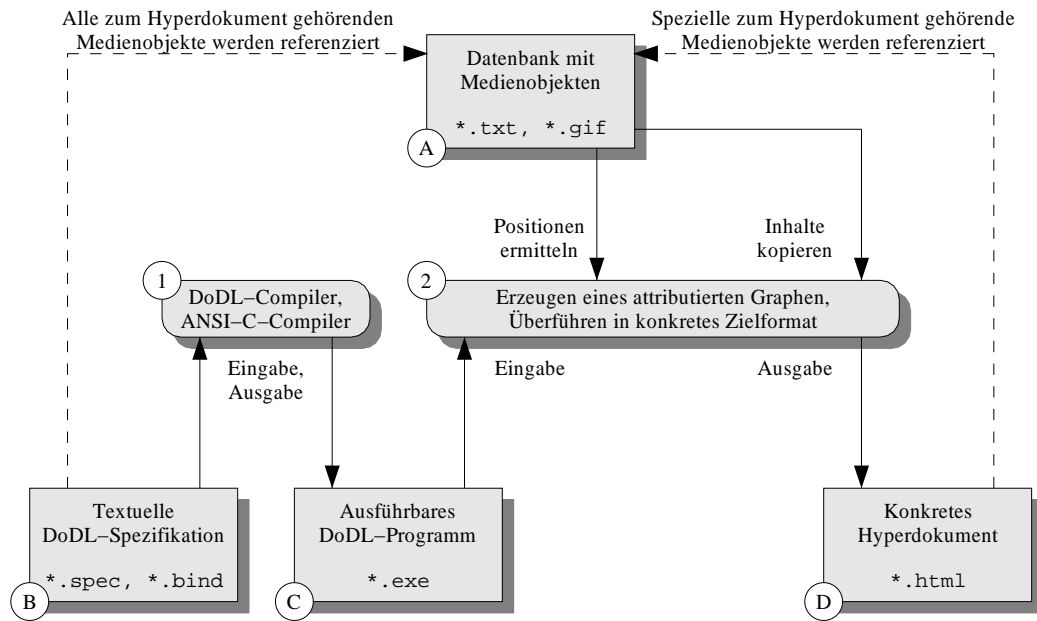 Alle zum Hyperdokument gehörenden
Medienobjekte werden referenziert
Spezielle zum Hyperdokument gehörende
Medienobjekte werden referenziert
Datenbank mit
Medienobjekten
*.txt, *.gif
A
Positionen
ermitteln
Inhalte
kopieren
1
DoDL–Compiler,
ANSI–C–Compiler
2
Erzeugen eines attributierten Graphen,
Überführen in konkretes Zielformat
Eingabe,
Ausgabe
Eingabe
Ausgabe
Textuelle
DoDL–Spezifikation
*.spec, *.bind
B
Ausführbares
DoDL–Programm
*.exe
C
Konkretes
Hyperdokument
*.html
D